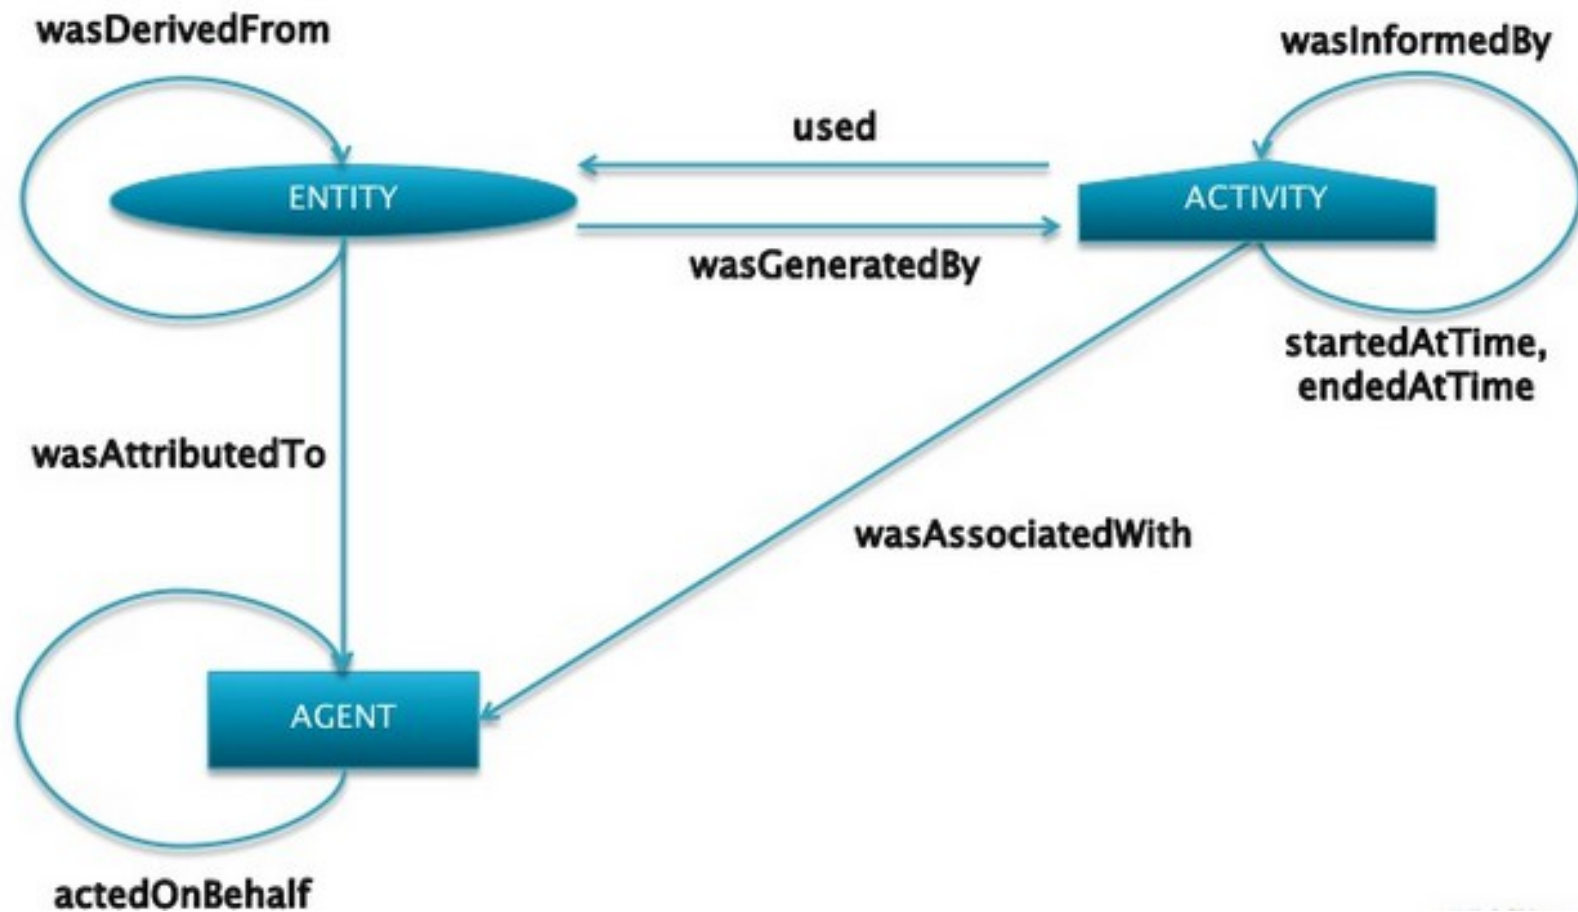 wasDerivedFrom
wasInformedBy
used
ENTITY
ACTIVITY
wasGeneratedBy
startedAtTime,
endedAtTime
wasAttributedTo
wasAssociatedWith
AGENT
actedOnBehalf